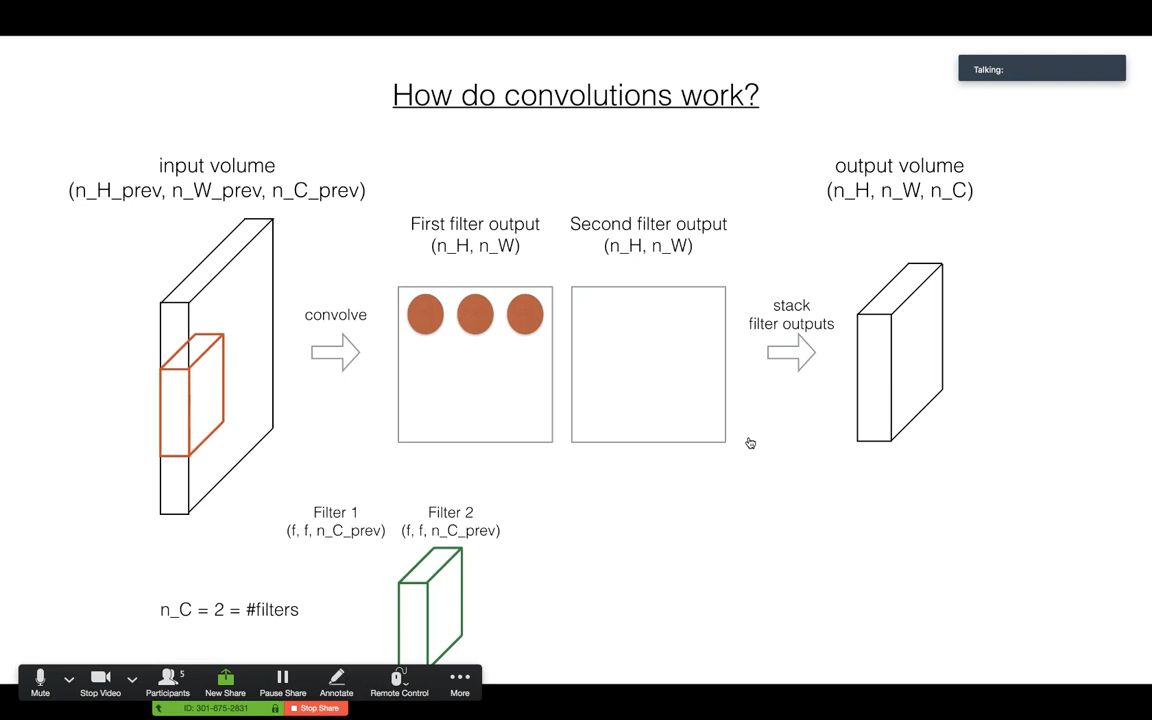 Talking:
How do convolutions work?
input volume
(n_H_prev, n_W_prev, n_C_prev)
output volume
(n_H, n_W, n_C)
First filter output
(n_H, n_W)
Second filter output
(n_H, n_W)
convolve
stack
filter outputs
Filter 1
(f, f, n_C_prev)
Filter 2
(f, f, n_C_prev)
n_C = 2 = #filters
5
Mute
Stop Video
Participants
New Share
Pause Share
Annotate
Remote Control
More
ID: 301-675-2831
Stop Share